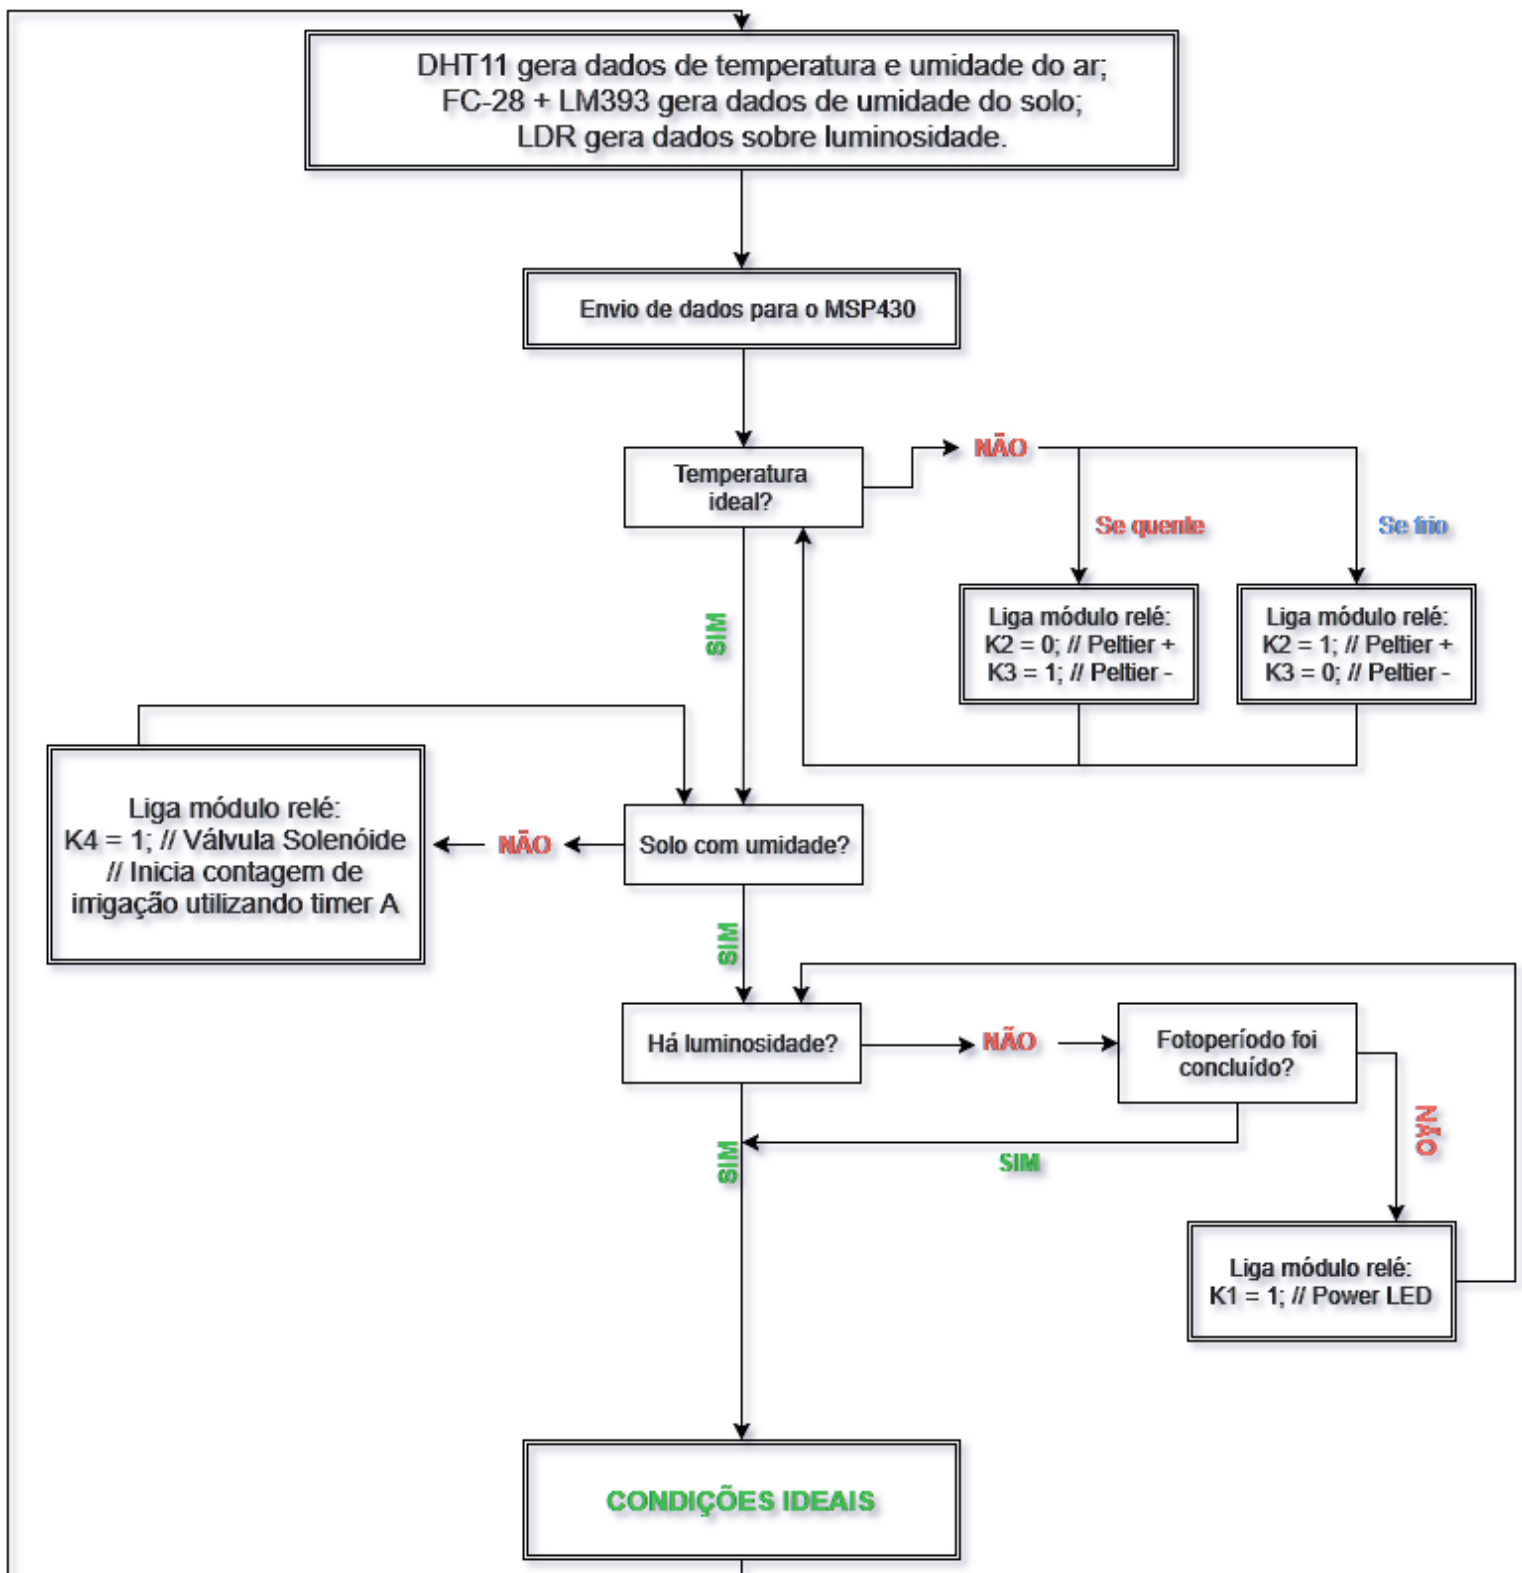 DHT11 gera dados de temperatura e umidade do ar;
FC-28 + LM393 gera dados de umidade do solo;
LDR gera dados sobre luminosidade.
Envio de dados para o MSP430
Temperatura
ideal?
NÃO
Se quente
Se frio
Liga módulo relé:
K2 = 0; // Peltier +
K3 = 1; // Peltier -
Liga módulo relé:
K2 = 1; // Peltier +
K3 = 0; // Peltier -
SIM
Liga módulo relé:
K4 = 1; // Válvula Solenóide
// Inicia contagem de
irrigação utilizando timer A
NÃO
Solo com umidade?
SIM
Há luminosidade?
NÃO
Fotoperíodo foi
concluído?
NÃO
SIM
SIM
Liga módulo relé:
K1 = 1; // Power LED
CONDIÇÕES IDEAIS